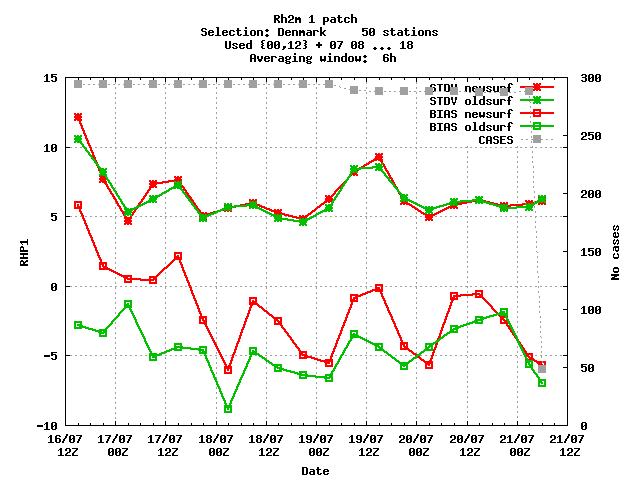 Rh2m 1 patch
Selection: Denmark     50 stations
Used {00,12} + 07 08 ... 18
Averaging window:  6h
STDV newsurf
STDV oldsurf
BIAS newsurf
BIAS oldsurf
CASES
15
10
5
0
-5
-10
RHP1
300
250
200
150
100
50
0
No cases
16/07 17/07 17/07 18/07 18/07 19/07 19/07 20/07 20/07 21/07 21/07
12Z 00Z 12Z 00Z 12Z 00Z 12Z 00Z 12Z 00Z 12Z
Date